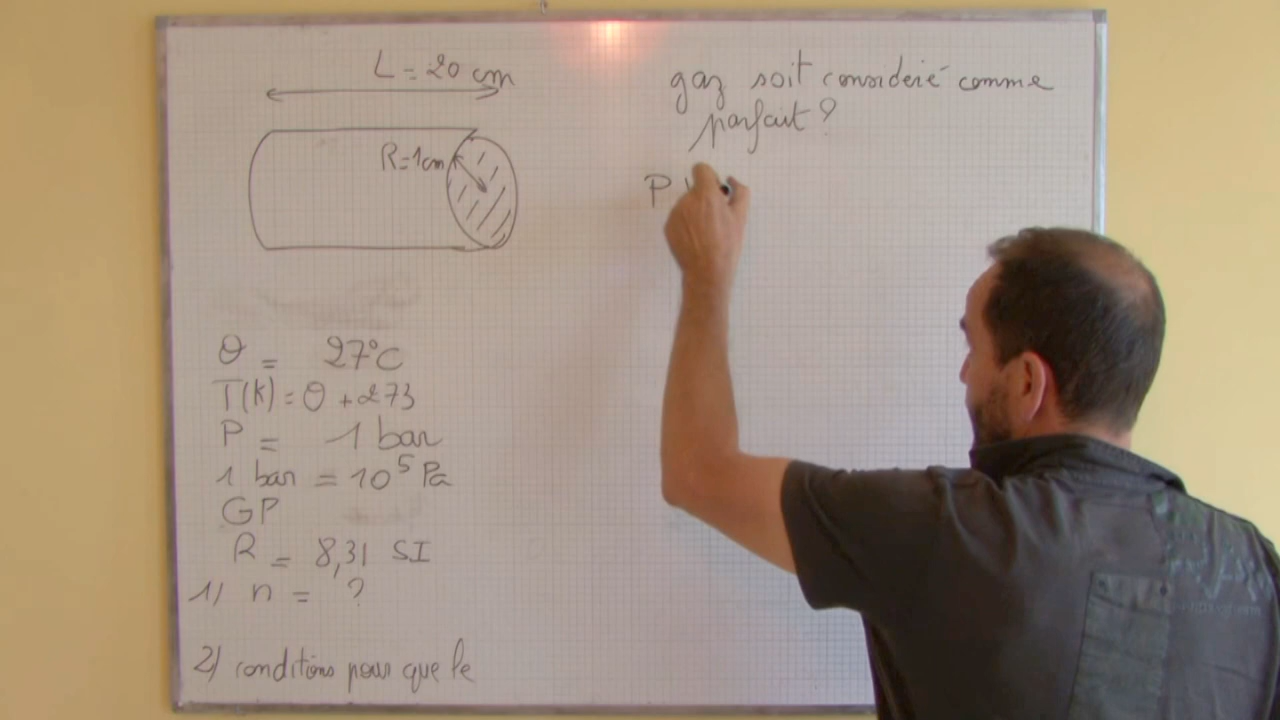 L = 20 cm
R=1cm
θ = 27°C
T(K) = θ + 273
P = 1 bar
1 bar = 10⁵ Pa
GP
R = 8,31 SI
1) n = ?
2) conditions pour que le
gaz soit considéré comme
parfait ?
P